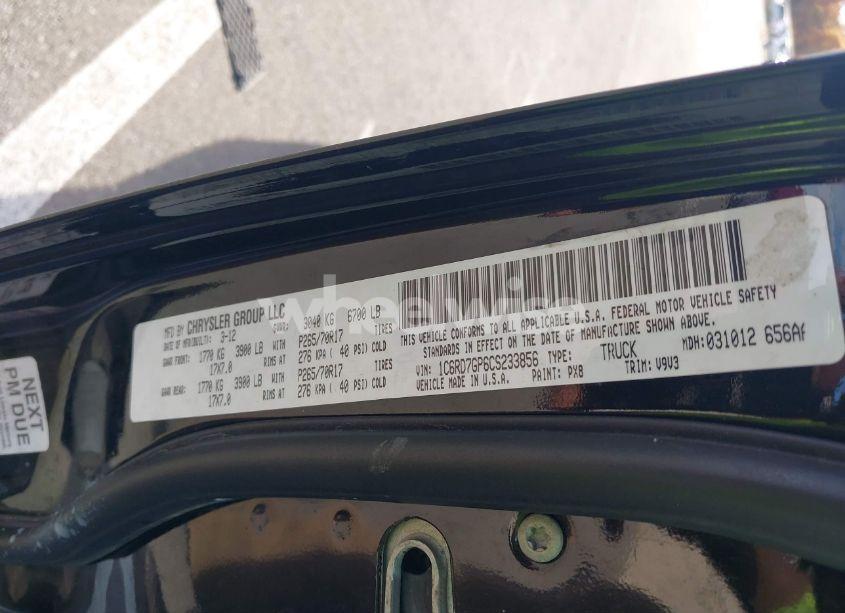 MFD BY CHRYSLER GROUP LLC
DATE OF MFR 3-12 GVWR: 3040 KG 6700 LB
GAWR FRONT: 1770 KG 3900 LB P265/70R17 TIRES
17X7.0 RIMS AT 276 KPA ( 40 PSI) COLD
GAWR REAR: 1770 KG 3900 LB P265/70R17 TIRES
17X7.0 RIMS AT 276 KPA ( 40 PSI) COLD
THIS VEHICLE CONFORMS TO ALL APPLICABLE U.S.A. FEDERAL MOTOR VEHICLE SAFETY
STANDARDS IN EFFECT ON THE DATE OF MANUFACTURE SHOWN ABOVE.
VIN: 1C6RD7GP6CS233856 TYPE: TRUCK MDH:031012 656AA
MADE IN U.S.A. PAINT: PX8 TRIM: V9V3
NEXT
PM DUE
wheelwise